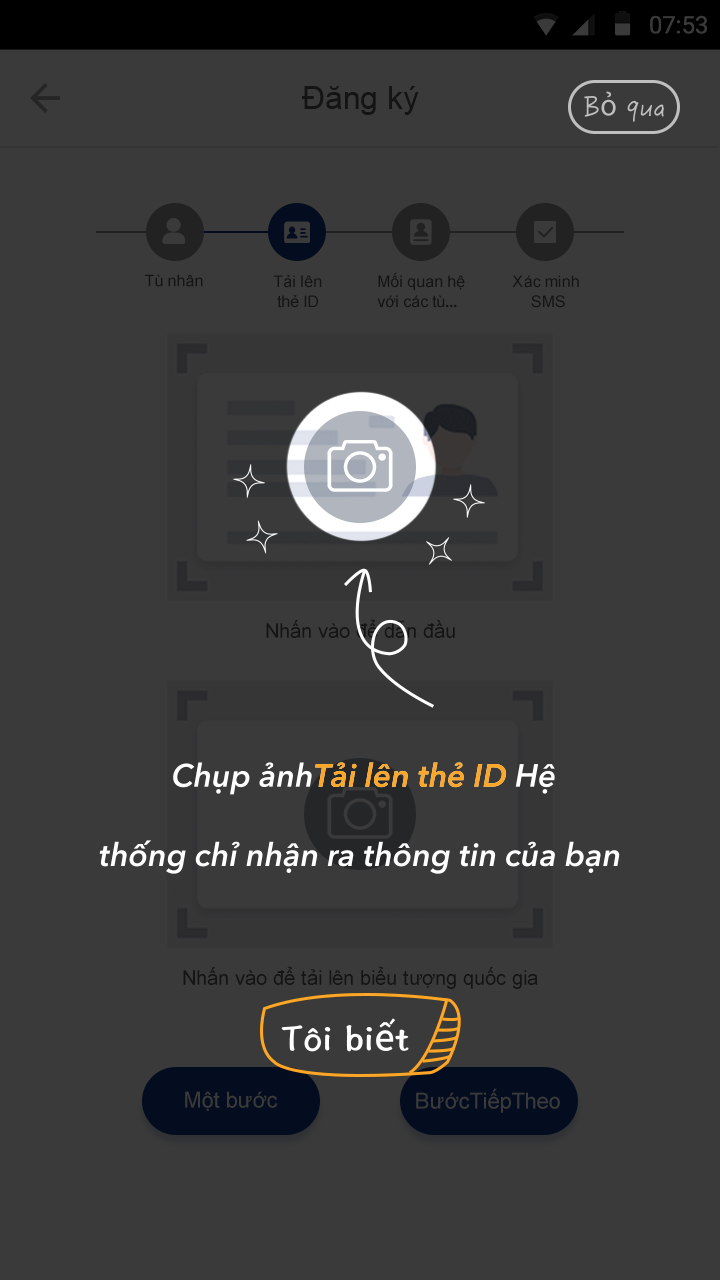 07:53
Đăng ký
Bỏ qua
Tù nhân
Tải lên
thẻ ID
Mối quan hệ
với các tù...
Xác minh
SMS
Nhấn vào để dẫn đầu
Chụp ảnhTải lên thẻ ID Hệ
thống chỉ nhận ra thông tin của bạn
Nhấn vào để tải lên biểu tượng quốc gia
Tôi biết
Một bước
BướcTiếpTheo